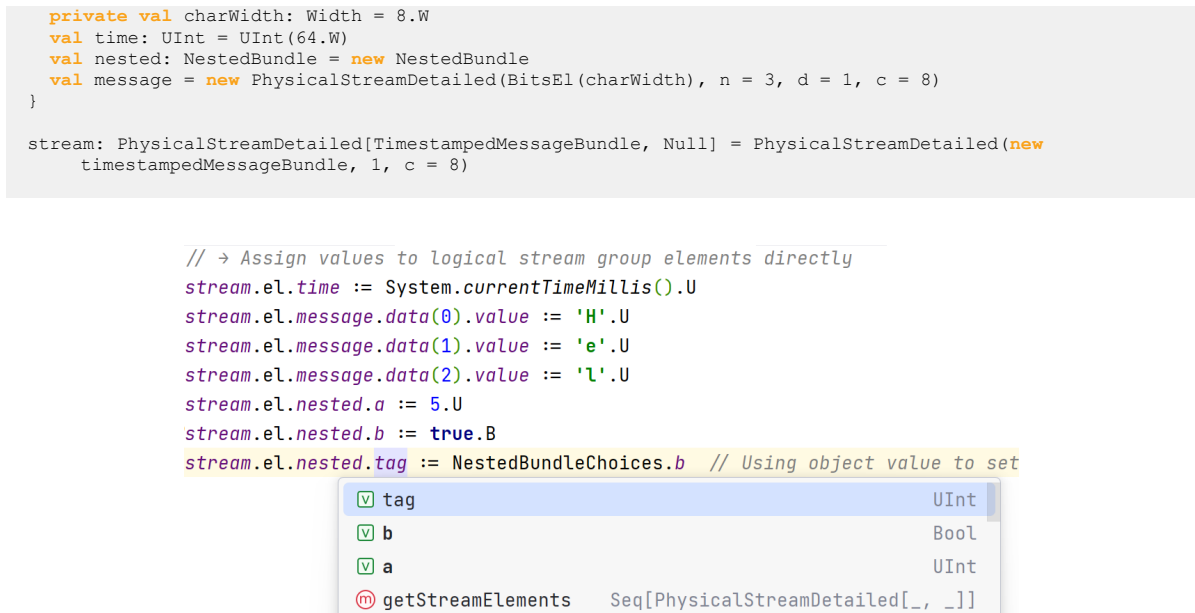 private val charWidth: Width = 8.W
val time: UInt = UInt(64.W)
val nested: NestedBundle = new NestedBundle
val message = new PhysicalStreamDetailed(BitsEl(charWidth), n = 3, d = 1, c = 8)
}
stream: PhysicalStreamDetailed[TimestampedMessageBundle, Null] = PhysicalStreamDetailed(new
timestampedMessageBundle, 1, c = 8)
// → Assign values to logical stream group elements directly
stream.el.time := System.currentTimeMillis().U
stream.el.message.data(0).value := 'H'.U
stream.el.message.data(1).value := 'e'.U
stream.el.message.data(2).value := 'l'.U
stream.el.nested.a := 5.U
stream.el.nested.b := true.B
stream.el.nested.tag := NestedBundleChoices.b // Using object value to set
v tag UInt
v b Bool
v a UInt
m getStreamElements Seq[PhysicalStreamDetailed[_, _]]